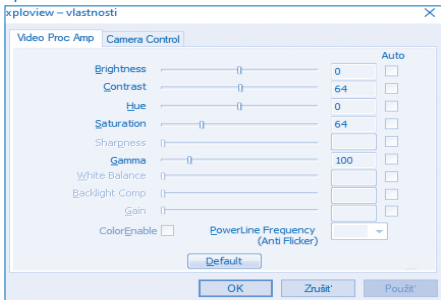 xploview – vlastnosti
Video Proc Amp
Camera Control
Auto
Brightness 0
Contrast 64
Hue 0
Saturation 64
Sharpness
Gamma 100
White Balance
Backlight Comp
Gain
ColorEnable
PowerLine Frequency
(Anti Flicker)
Default
OK
Zrušiť
Použiť